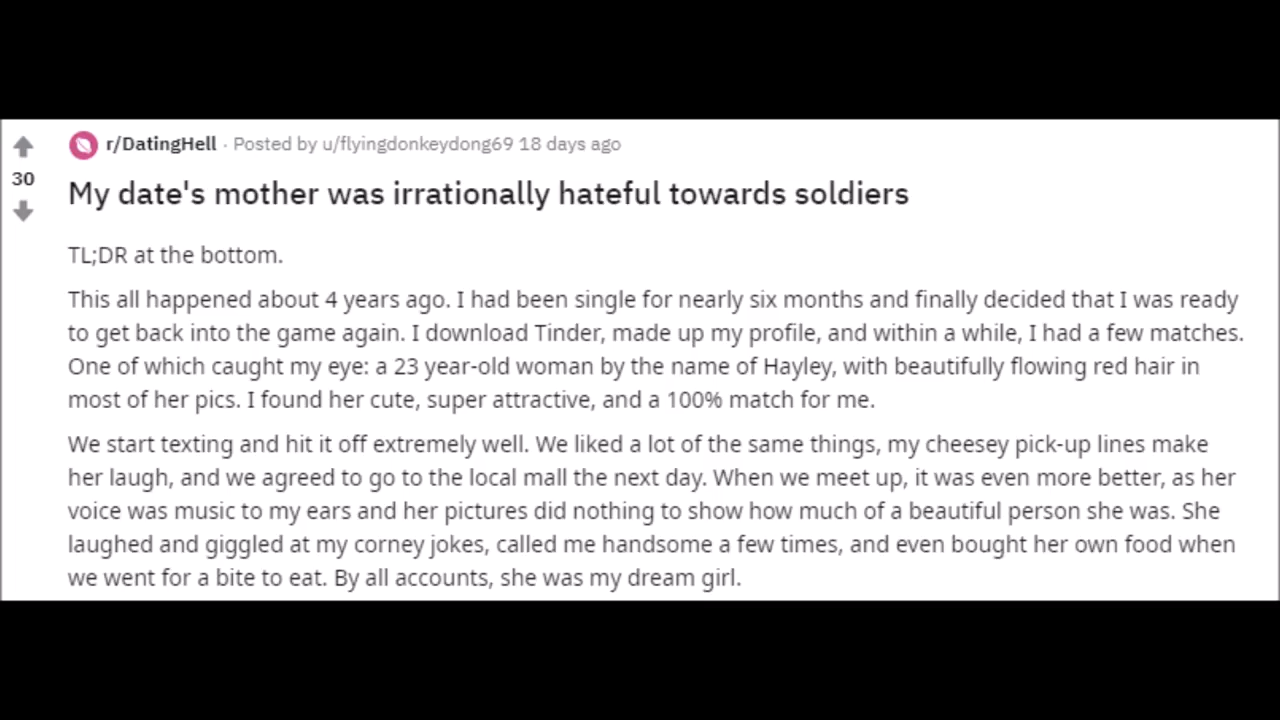 r/DatingHell · Posted by u/flyingdonkeydong69 18 days ago
30
My date's mother was irrationally hateful towards soldiers
TL;DR at the bottom.
This all happened about 4 years ago. I had been single for nearly six months and finally decided that I was ready
to get back into the game again. I download Tinder, made up my profile, and within a while, I had a few matches.
One of which caught my eye: a 23 year-old woman by the name of Hayley, with beautifully flowing red hair in
most of her pics. I found her cute, super attractive, and a 100% match for me.
We start texting and hit it off extremely well. We liked a lot of the same things, my cheesey pick-up lines make
her laugh, and we agreed to go to the local mall the next day. When we meet up, it was even more better, as her
voice was music to my ears and her pictures did nothing to show how much of a beautiful person she was. She
laughed and giggled at my corney jokes, called me handsome a few times, and even bought her own food when
we went for a bite to eat. By all accounts, she was my dream girl.